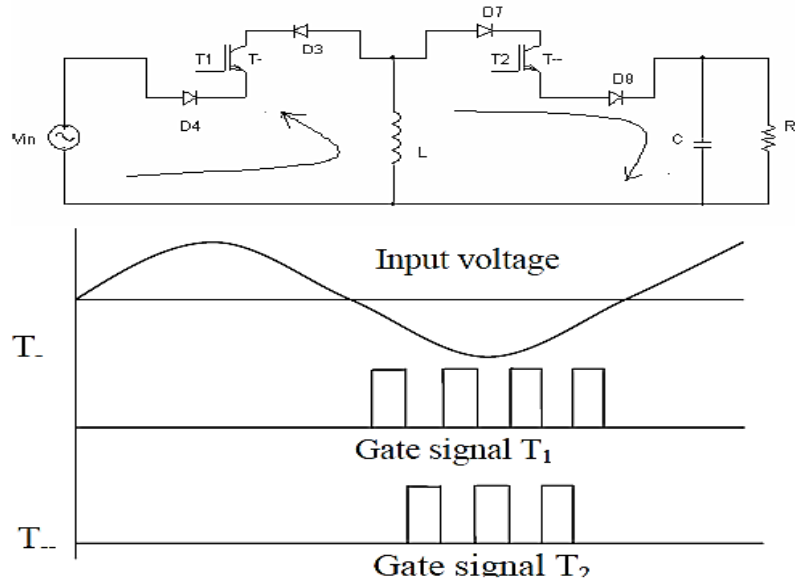 D7
T1 T- D3 T2 T--
D8
D4
Vin L C R
Input voltage
T--
Gate signal T1
T--
Gate signal T2